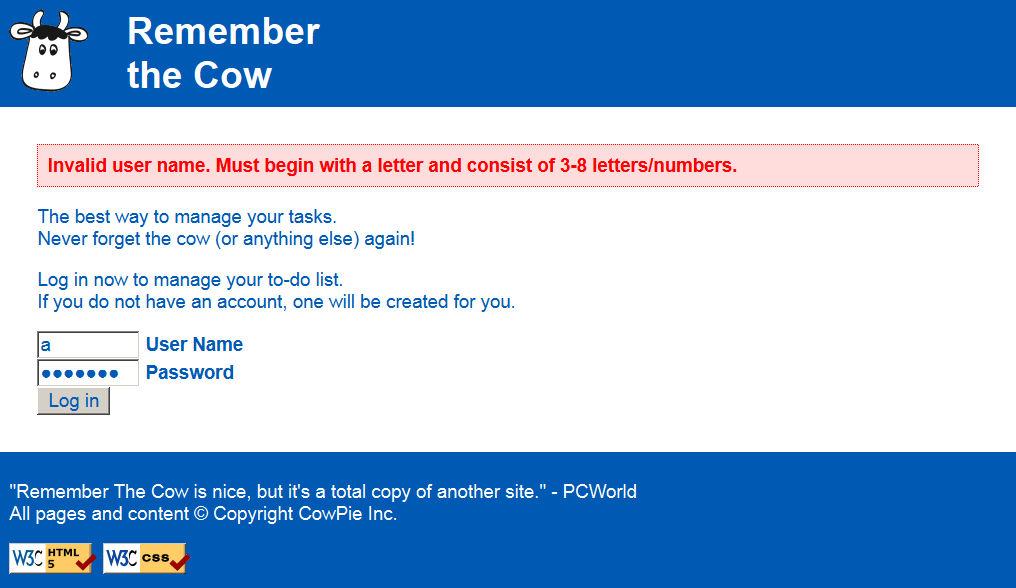 Remember
the Cow
Invalid user name. Must begin with a letter and consist of 3-8 letters/numbers.
The best way to manage your tasks.
Never forget the cow (or anything else) again!
Log in now to manage your to-do list.
If you do not have an account, one will be created for you.
a User Name
●●●●●●● Password
Log in
"Remember The Cow is nice, but it's a total copy of another site." - PCWorld
All pages and content © Copyright CowPie Inc.
W3C HTML 5 W3C CSS